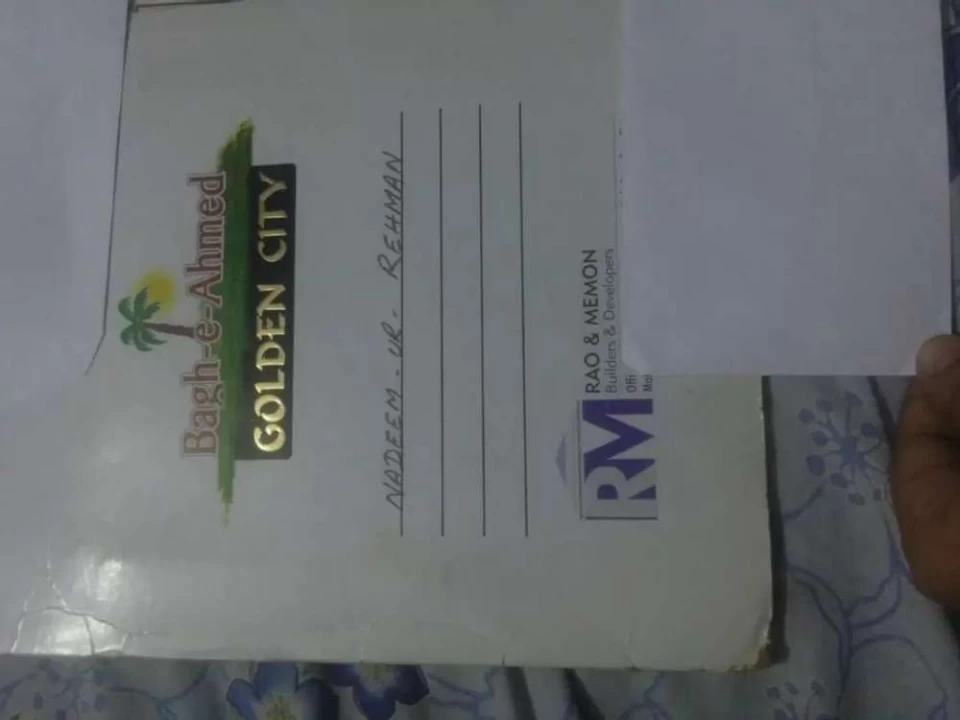 Bagh-e-Ahmed
GOLDEN CITY
NADEEM-UR-REHMAN
RM
RAO & MEMON
Builders & Developers